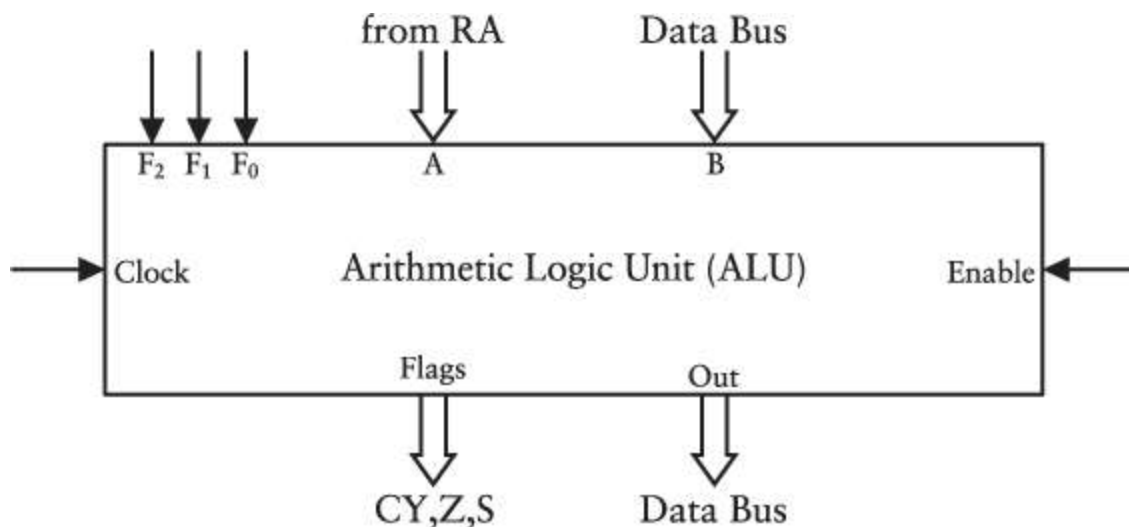 from RA Data Bus
F₂ F₁ F₀ A B
Clock Arithmetic Logic Unit (ALU) Enable
Flags Out
CY,Z,S Data Bus